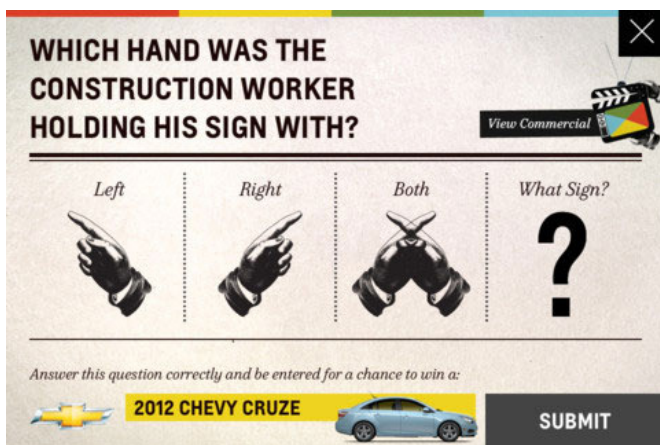 WHICH HAND WAS THE
CONSTRUCTION WORKER
HOLDING HIS SIGN WITH?
View Commercial
Left
Right
Both
What Sign?
?
Answer this question correctly and be entered for a chance to win a:
2012 CHEVY CRUZE
SUBMIT